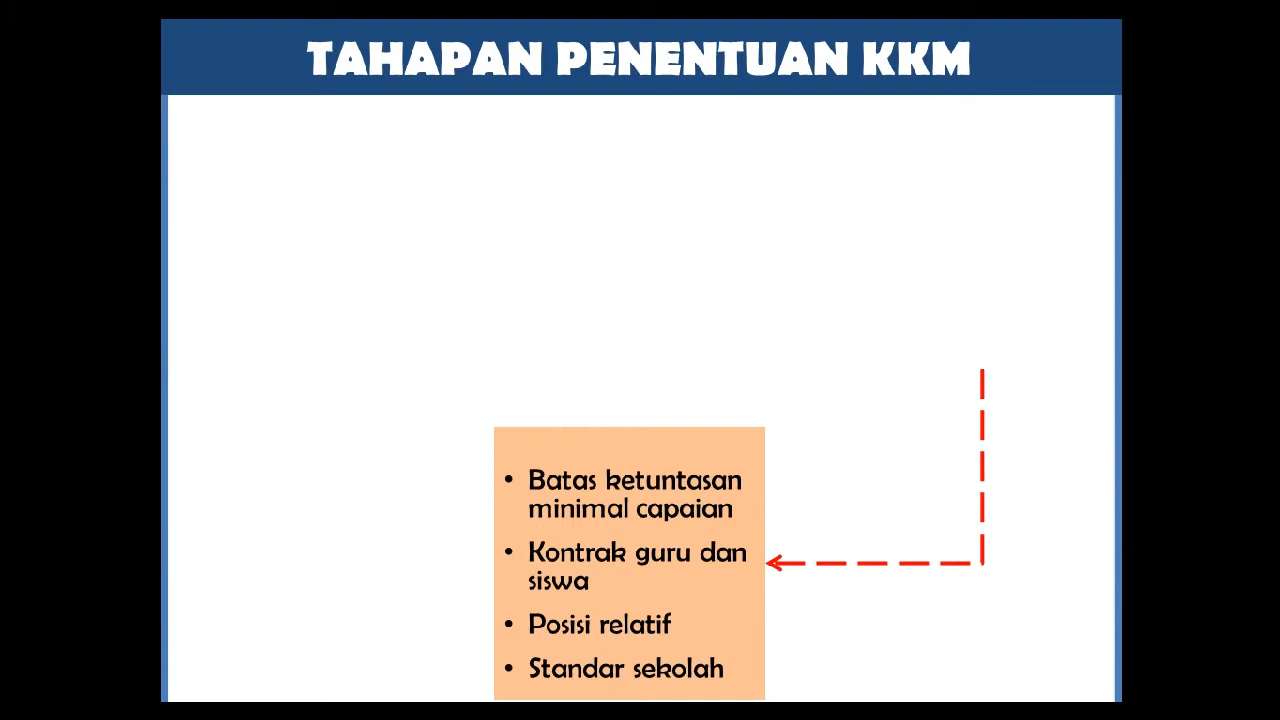 TAHAPAN PENENTUAN KKM
• Batas ketuntasan
minimal capaian
• Kontrak guru dan
siswa
• Posisi relatif
• Standar sekolah